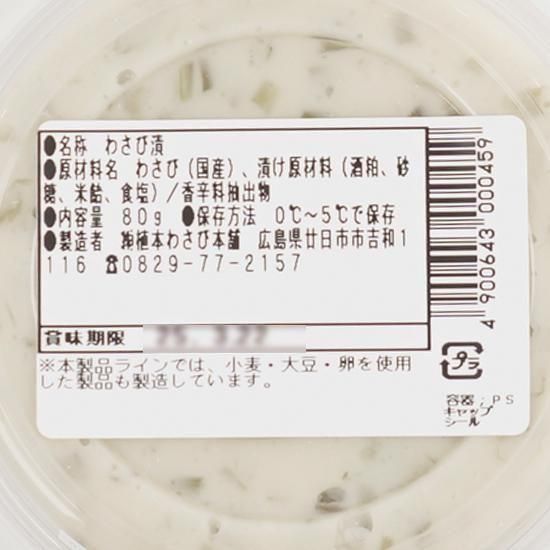 ●名称 わさび漬
●原材料名 わさび(国産)、漬け原材料(酒粕、砂
糖、米飴、食塩)/香辛料抽出物
●内容量 80g ●保存方法 0℃~5℃で保存
●製造者 ㈱植本わさび本舗 広島県廿日市市吉和1
116 ☎0829-77-2157
賞味期限
※本製品ラインでは、小麦・大豆・卵を使用
した製品も製造しています。
4 900643 000459
プラ
容器:PS
キャップ
シール